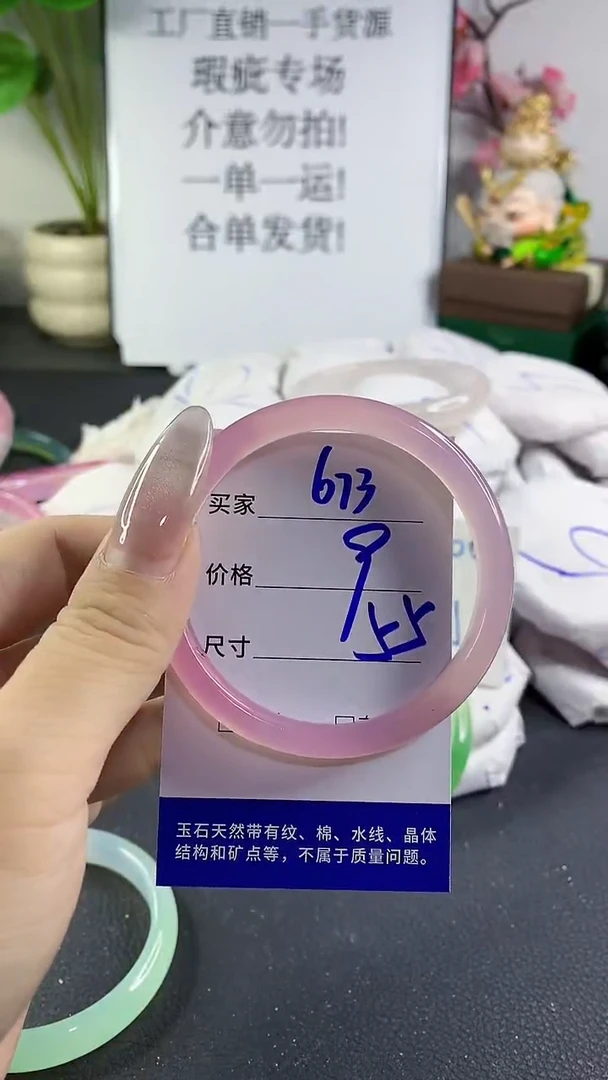 工厂直销一手货源
瑕疵专场
介意勿拍!
一单一运!
合单发货!
买家 673
价格 9
尺寸 55
玉石天然带有纹、棉、水线、晶体
结构和矿点等，不属于质量问题。